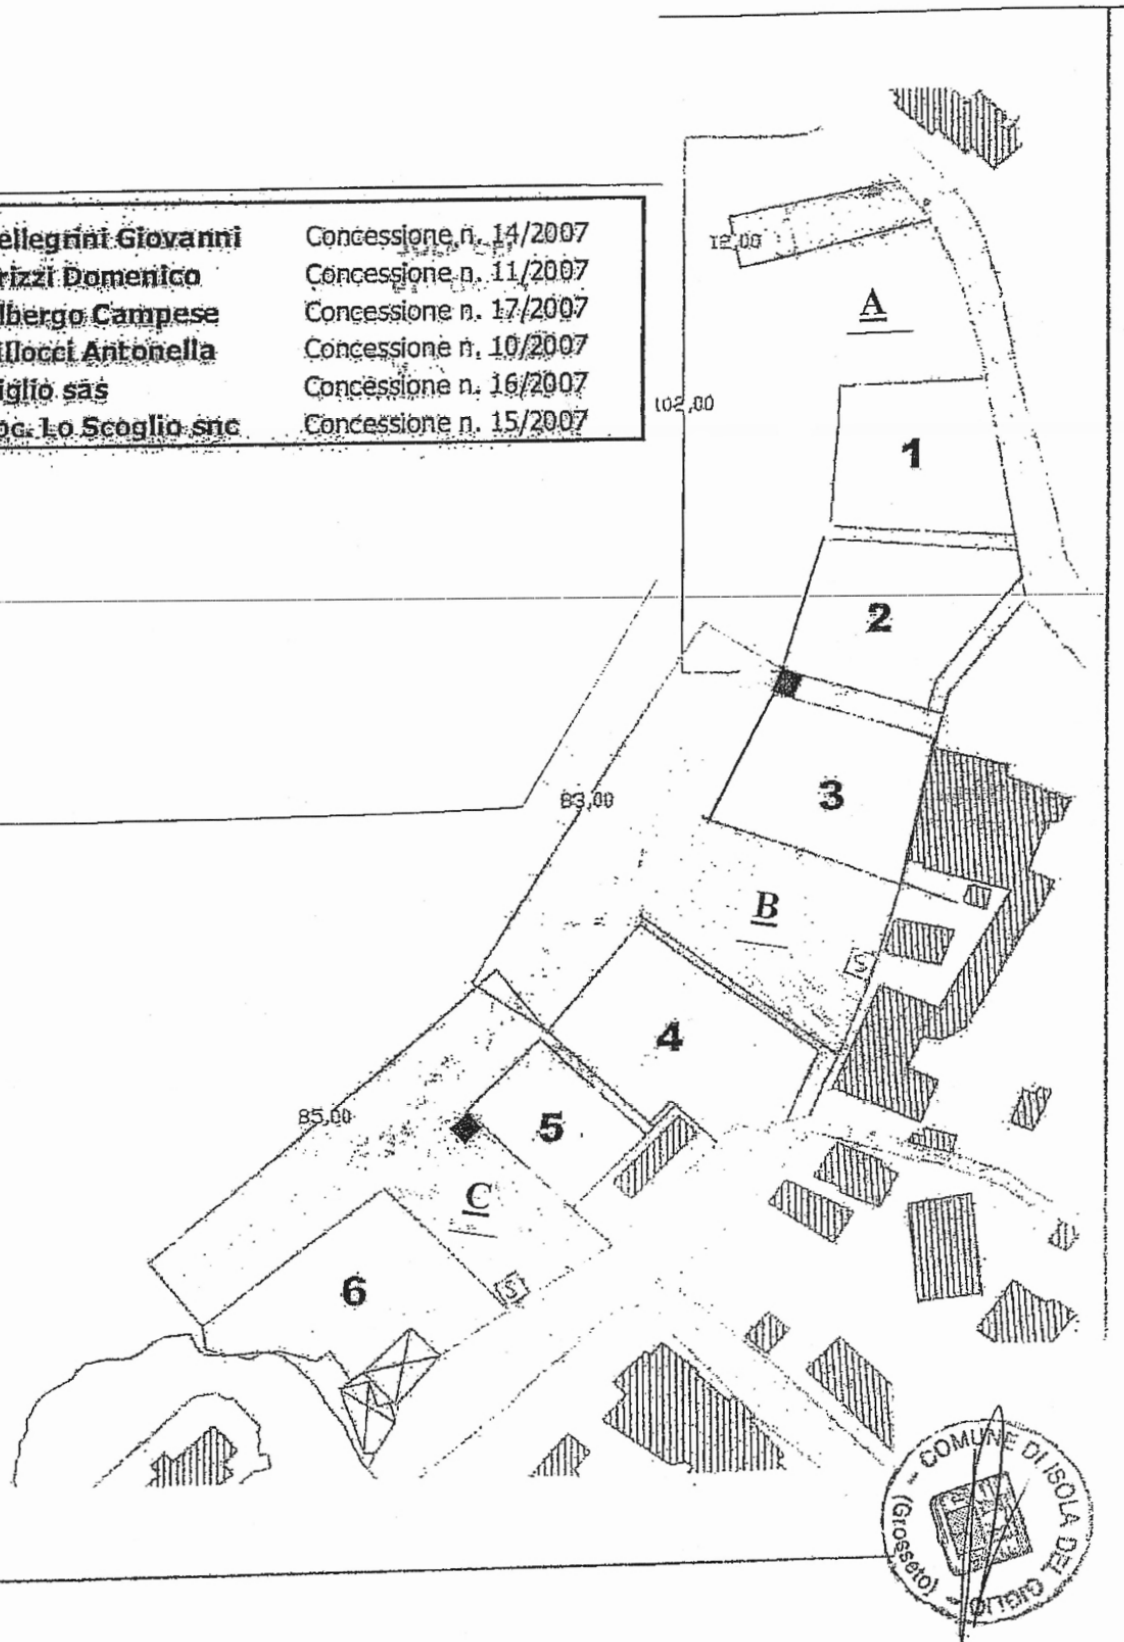 ellegrini Giovanni Concessione n. 14/2007
rizzi Domenico Concessione n. 11/2007
lbergo Campese Concessione n. 17/2007
illocci Antonella Concessione n. 10/2007
iglio sas Concessione n. 16/2007
oc. Lo Scoglio snc Concessione n. 15/2007
12,00
A
102,00
1
2
83,00
3
B
S
4
85,00
5
C
6
S
COMUNE DI ISOLA DEL GIGLIO
(Grosseto)